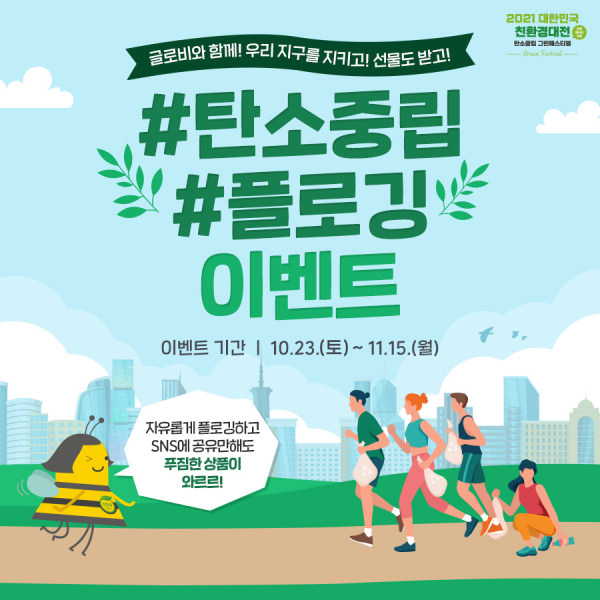 글로비와 함께! 우리 지구를 지키고! 선물도 받고!
2021 대한민국
친환경대전
탄소중립 그린페스티벌
Green Festival
#탄소중립
#플로깅
이벤트
이벤트 기간 | 10.23.(토) ~ 11.15.(월)
자유롭게 플로깅하고
SNS에 공유만해도
푸짐한 상품이
와르르!